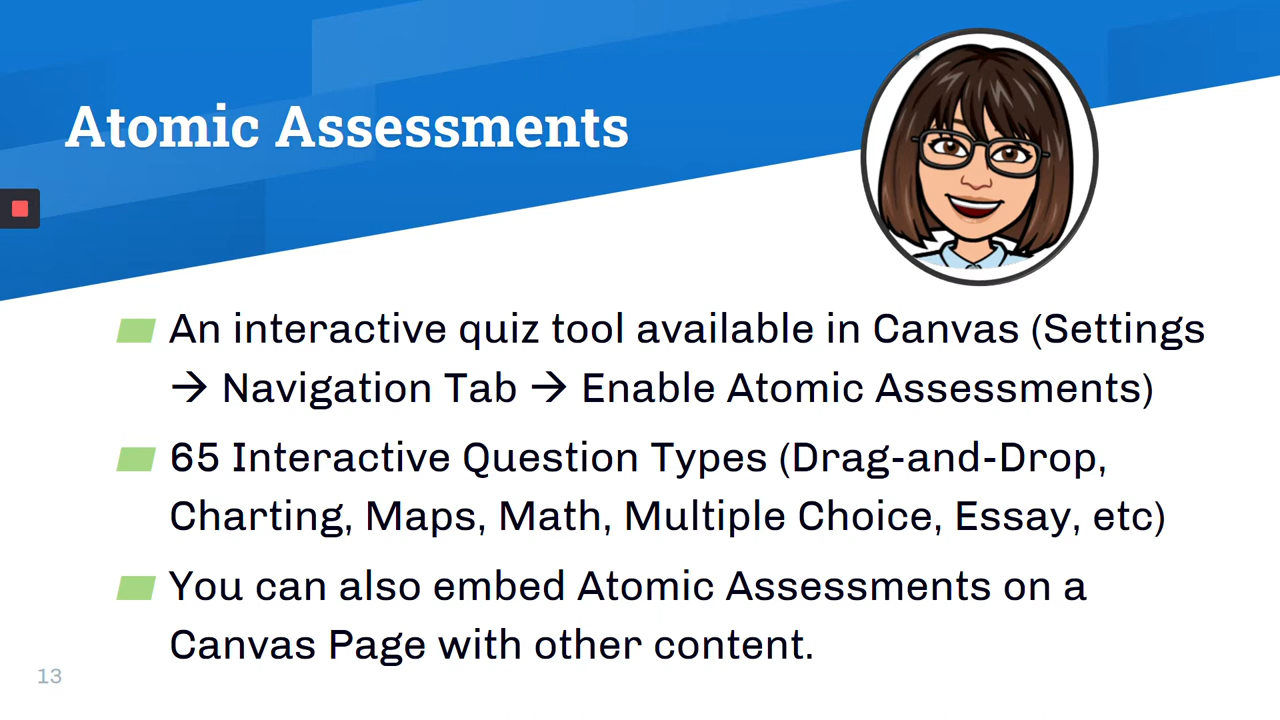 Atomic Assessments
An interactive quiz tool available in Canvas (Settings
→ Navigation Tab → Enable Atomic Assessments)
65 Interactive Question Types (Drag-and-Drop,
Charting, Maps, Math, Multiple Choice, Essay, etc)
You can also embed Atomic Assessments on a
Canvas Page with other content.
13